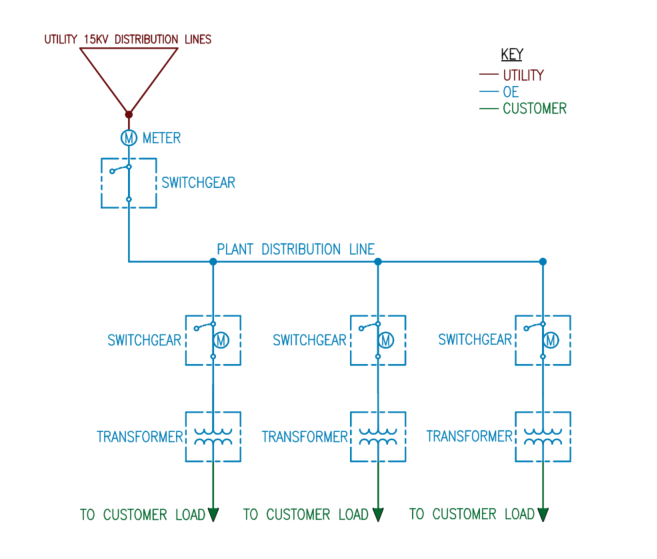 UTILITY 15KV DISTRIBUTION LINES
KEY
UTILITY
OE
CUSTOMER
M METER
SWITCHGEAR
PLANT DISTRIBUTION LINE
SWITCHGEAR M SWITCHGEAR M SWITCHGEAR M
TRANSFORMER TRANSFORMER TRANSFORMER
TO CUSTOMER LOAD TO CUSTOMER LOAD TO CUSTOMER LOAD